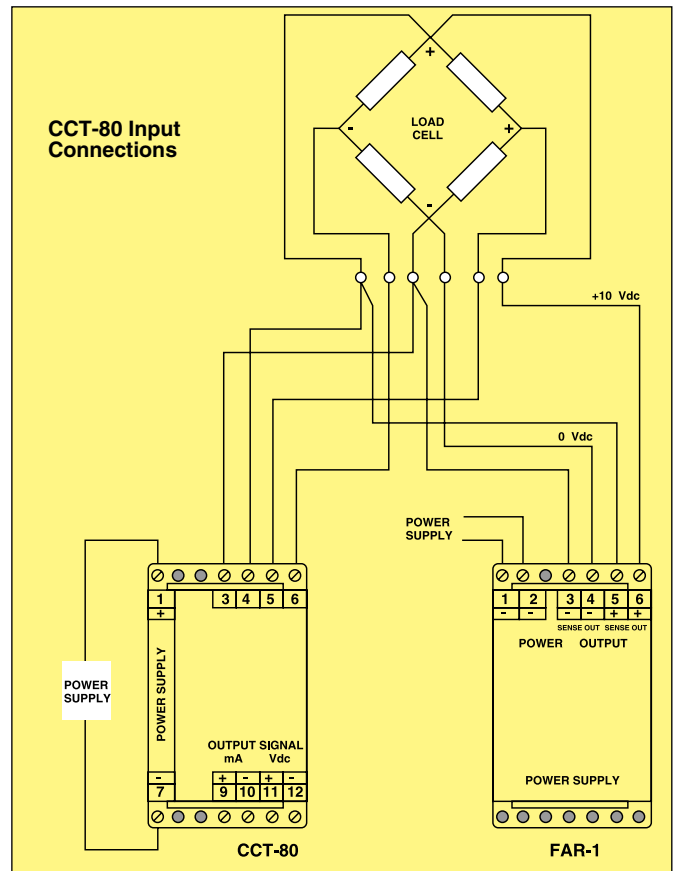 CCT-80 Input
Connections
+
-
LOAD
CELL
+
-
+10 Vdc
0 Vdc
POWER
SUPPLY
1 3 4 5 6
+
POWER SUPPLY
POWER
SUPPLY
OUTPUT SIGNAL
mA Vdc
- + - + -
7 9 10 11 12
CCT-80
1 2 3 4 5 6
- - - - + +
SENSE OUT SENSE OUT
POWER OUTPUT
POWER SUPPLY
FAR-1